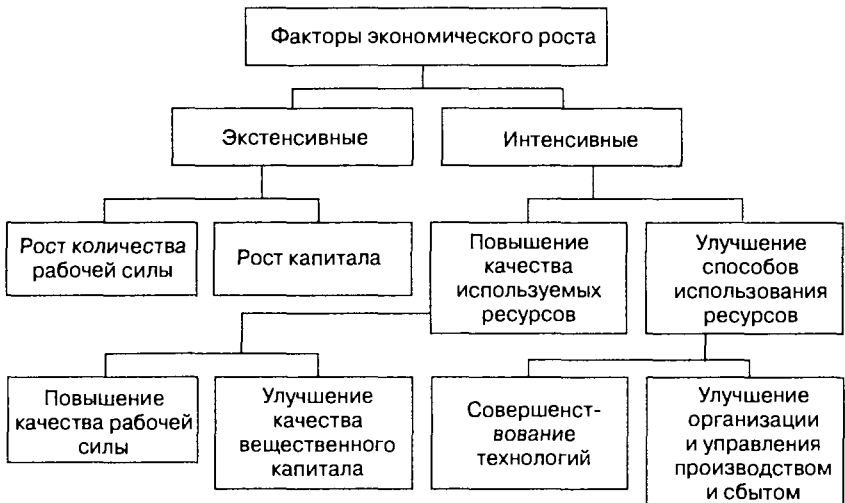 Факторы экономического роста
Экстенсивные
Интенсивные
Рост количества
рабочей силы
Рост капитала
Повышение
качества
используемых
ресурсов
Улучшение
способов
использования
ресурсов
Повышение
качества рабочей
силы
Улучшение
качества
вещественного
капитала
Совершенст-
вование
технологий
Улучшение
организации
и управления
производством
и сбытом